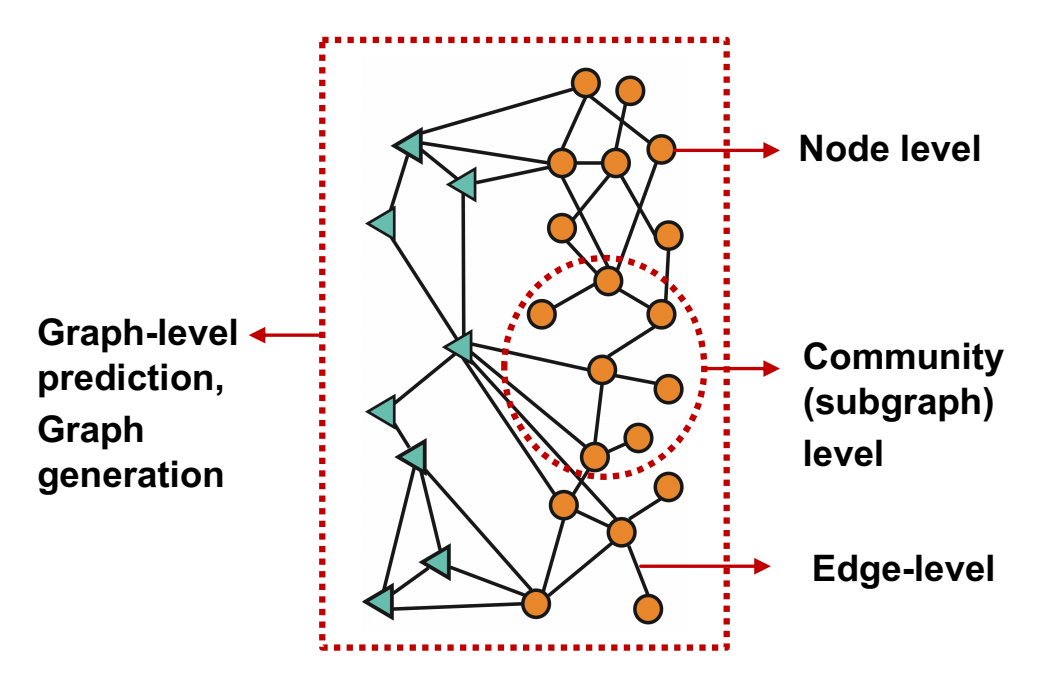 Node level
Graph-level
prediction,
Graph
generation
Community
(subgraph)
level
Edge-level